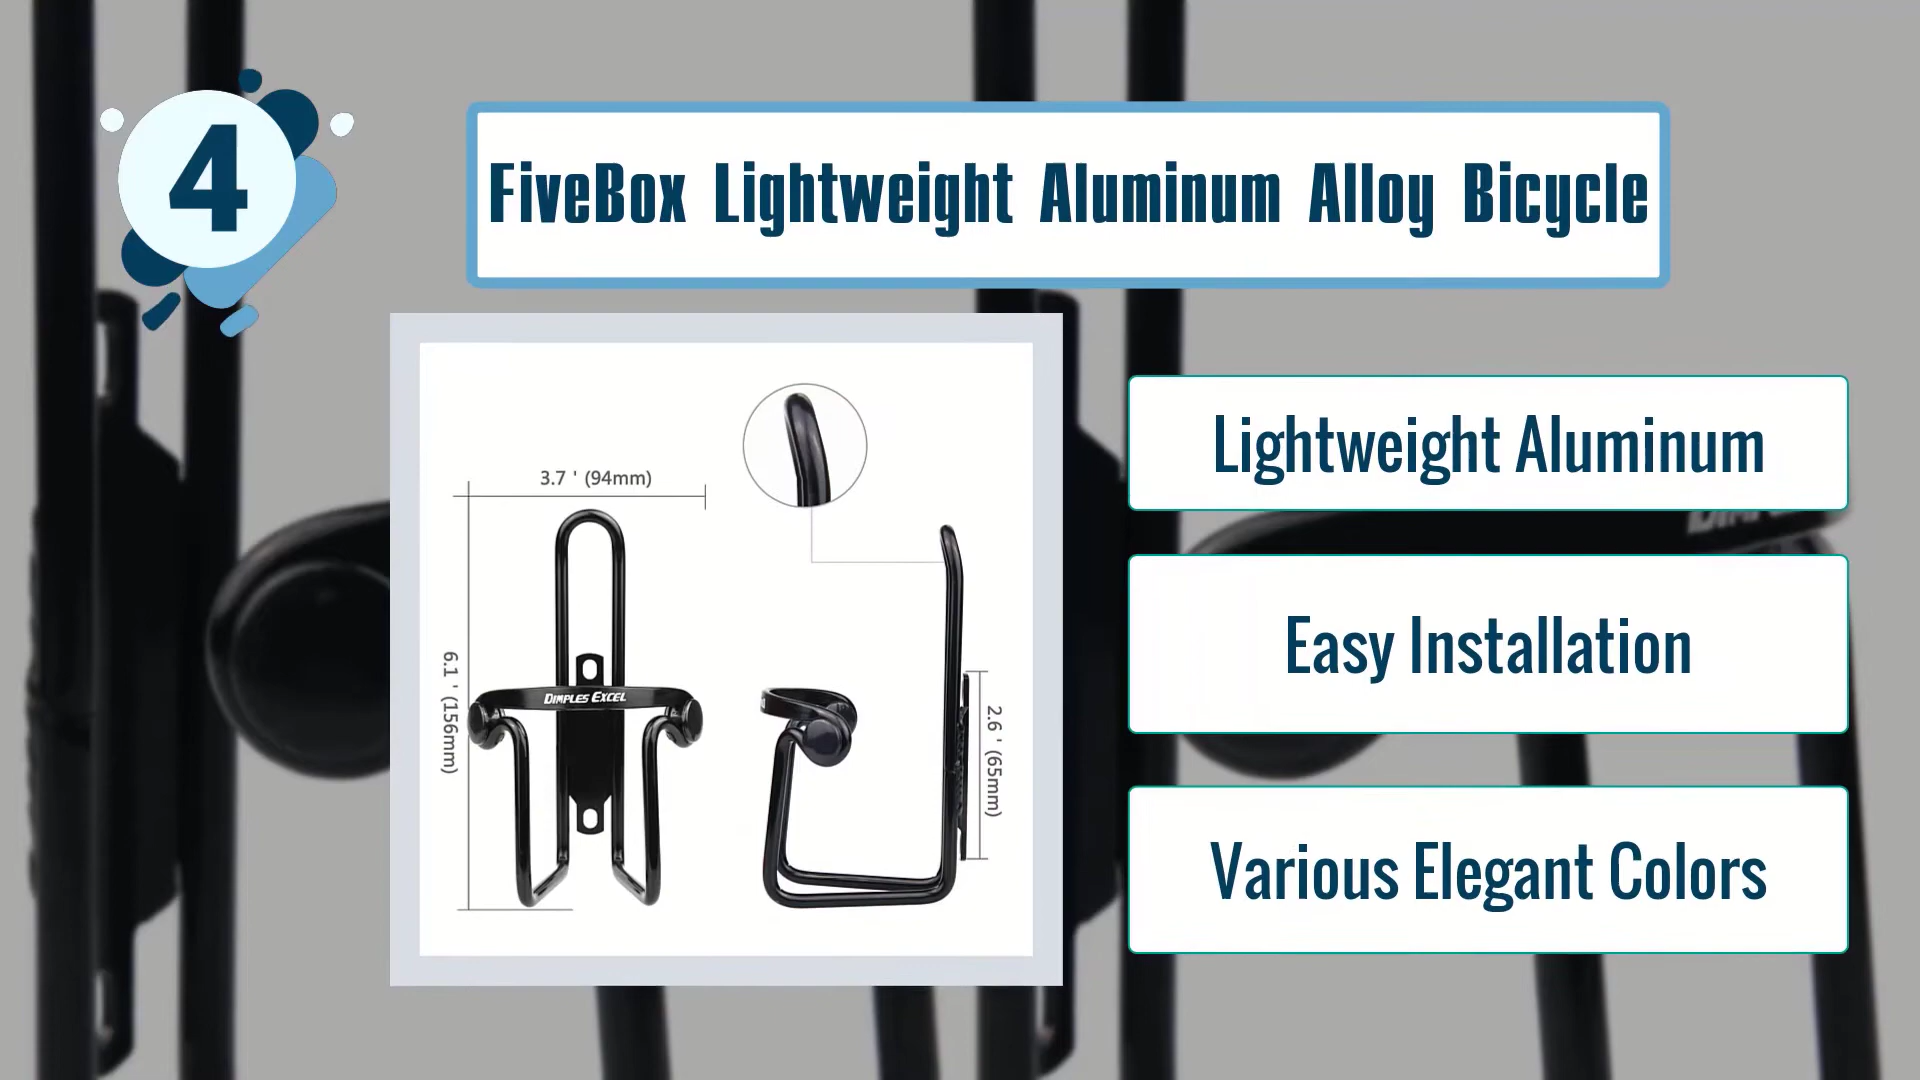 4
FiveBox Lightweight Aluminum Alloy Bicycle
3.7 ' (94mm)
6.1 ' (156mm)
DIMPLES EXCEL
2.6 ' (65mm)
Lightweight Aluminum
Easy Installation
Various Elegant Colors